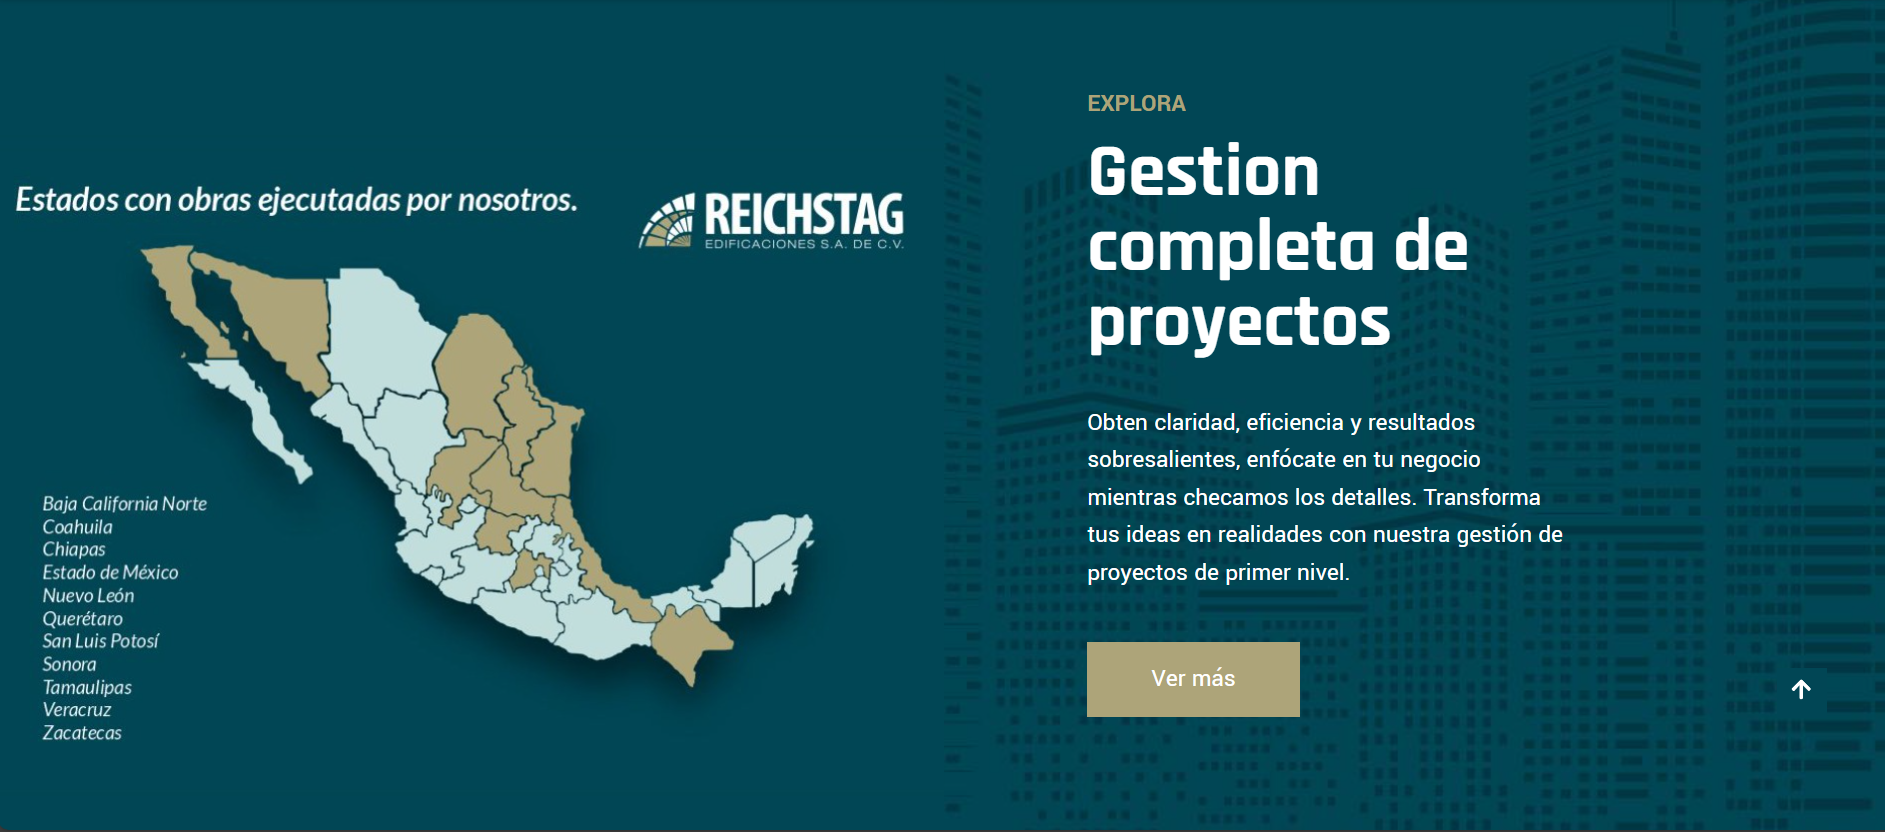 Estados con obras ejecutadas por nosotros.
REICHSTAG
EDIFICACIONES S.A. DE C.V.
Baja California Norte
Coahuila
Chiapas
Estado de México
Nuevo León
Querétaro
San Luis Potosí
Sonora
Tamaulipas
Veracruz
Zacatecas
EXPLORA
Gestion
completa de
proyectos
Obten claridad, eficiencia y resultados
sobresalientes, enfócate en tu negocio
mientras checamos los detalles. Transforma
tus ideas en realidades con nuestra gestión de
proyectos de primer nivel.
Ver más